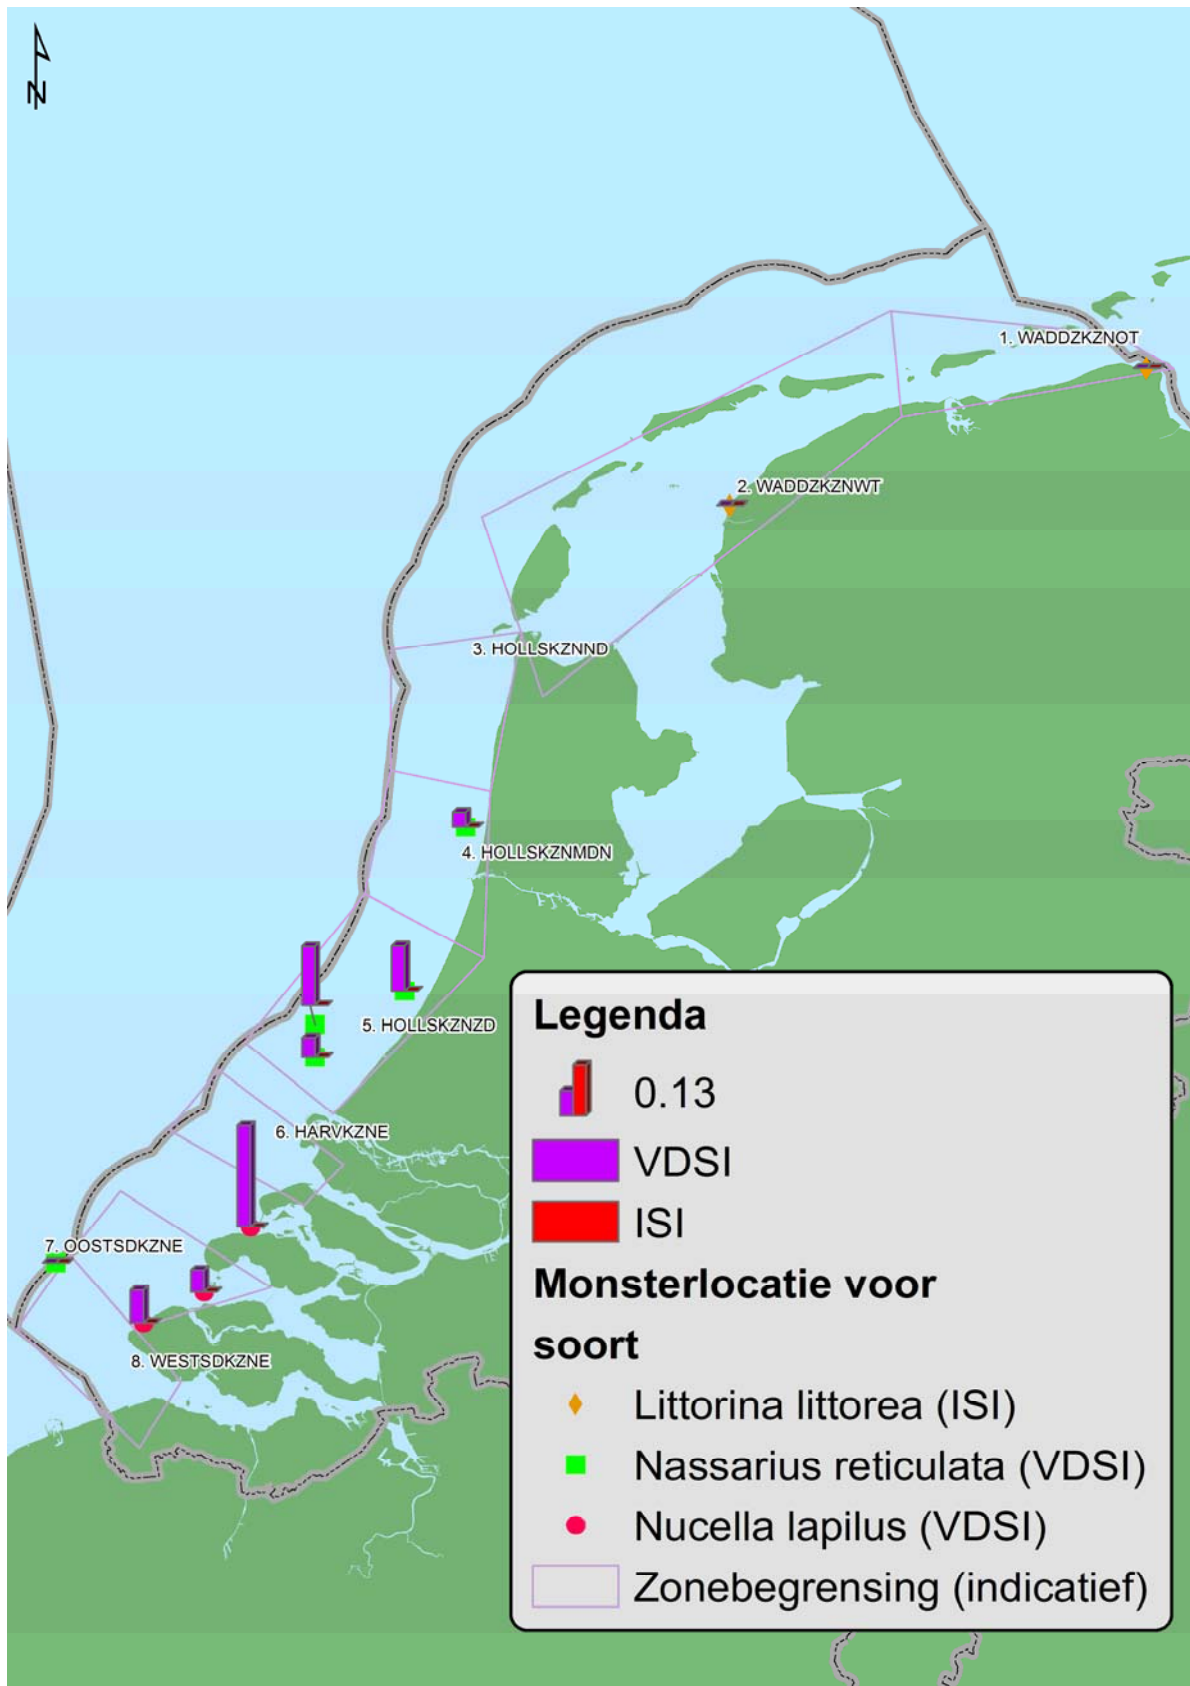 N
1. WADDZKZNOT
2. WADDZKZNWT
3. HOLLSKZNND
4. HOLLSKZNMDN
5. HOLLSKZNZD
6. HARVKZNE
7. OOSTSDKZNE
8. WESTSDKZNE
Legenda
0.13
VDSI
ISI
Monsterlocatie voor
soort
Littorina littorea (ISI)
Nassarius reticulata (VDSI)
Nucella lapilus (VDSI)
Zonebegrensing (indicatief)